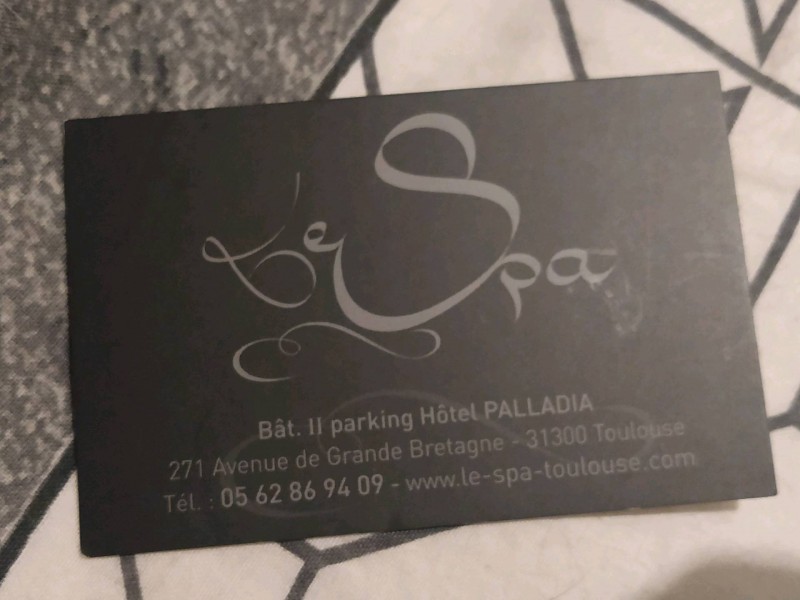 Le Spa
Bât. II parking Hôtel PALLADIA
271 Avenue de Grande Bretagne - 31300 Toulouse
Tél. : 05 62 86 94 09 - www.le-spa-toulouse.com